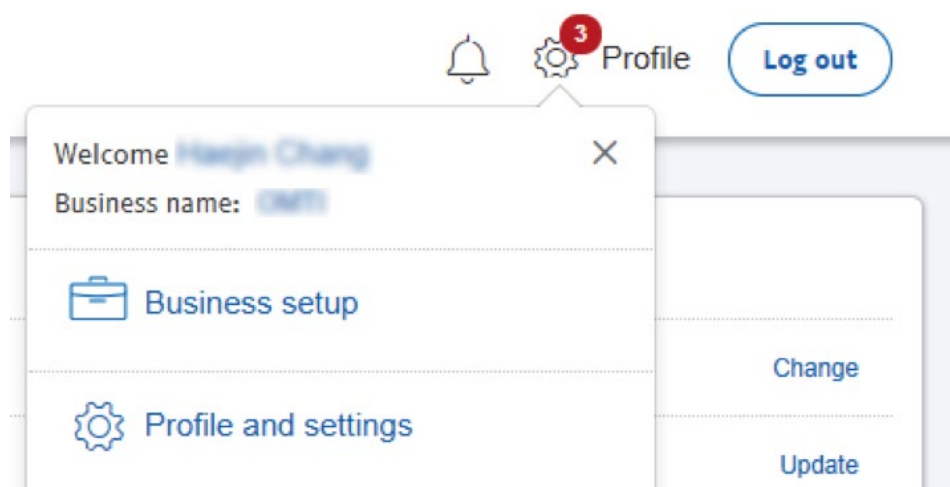 3
Profile
Log out
Welcome
Business name:
Business setup
Change
Profile and settings
Update